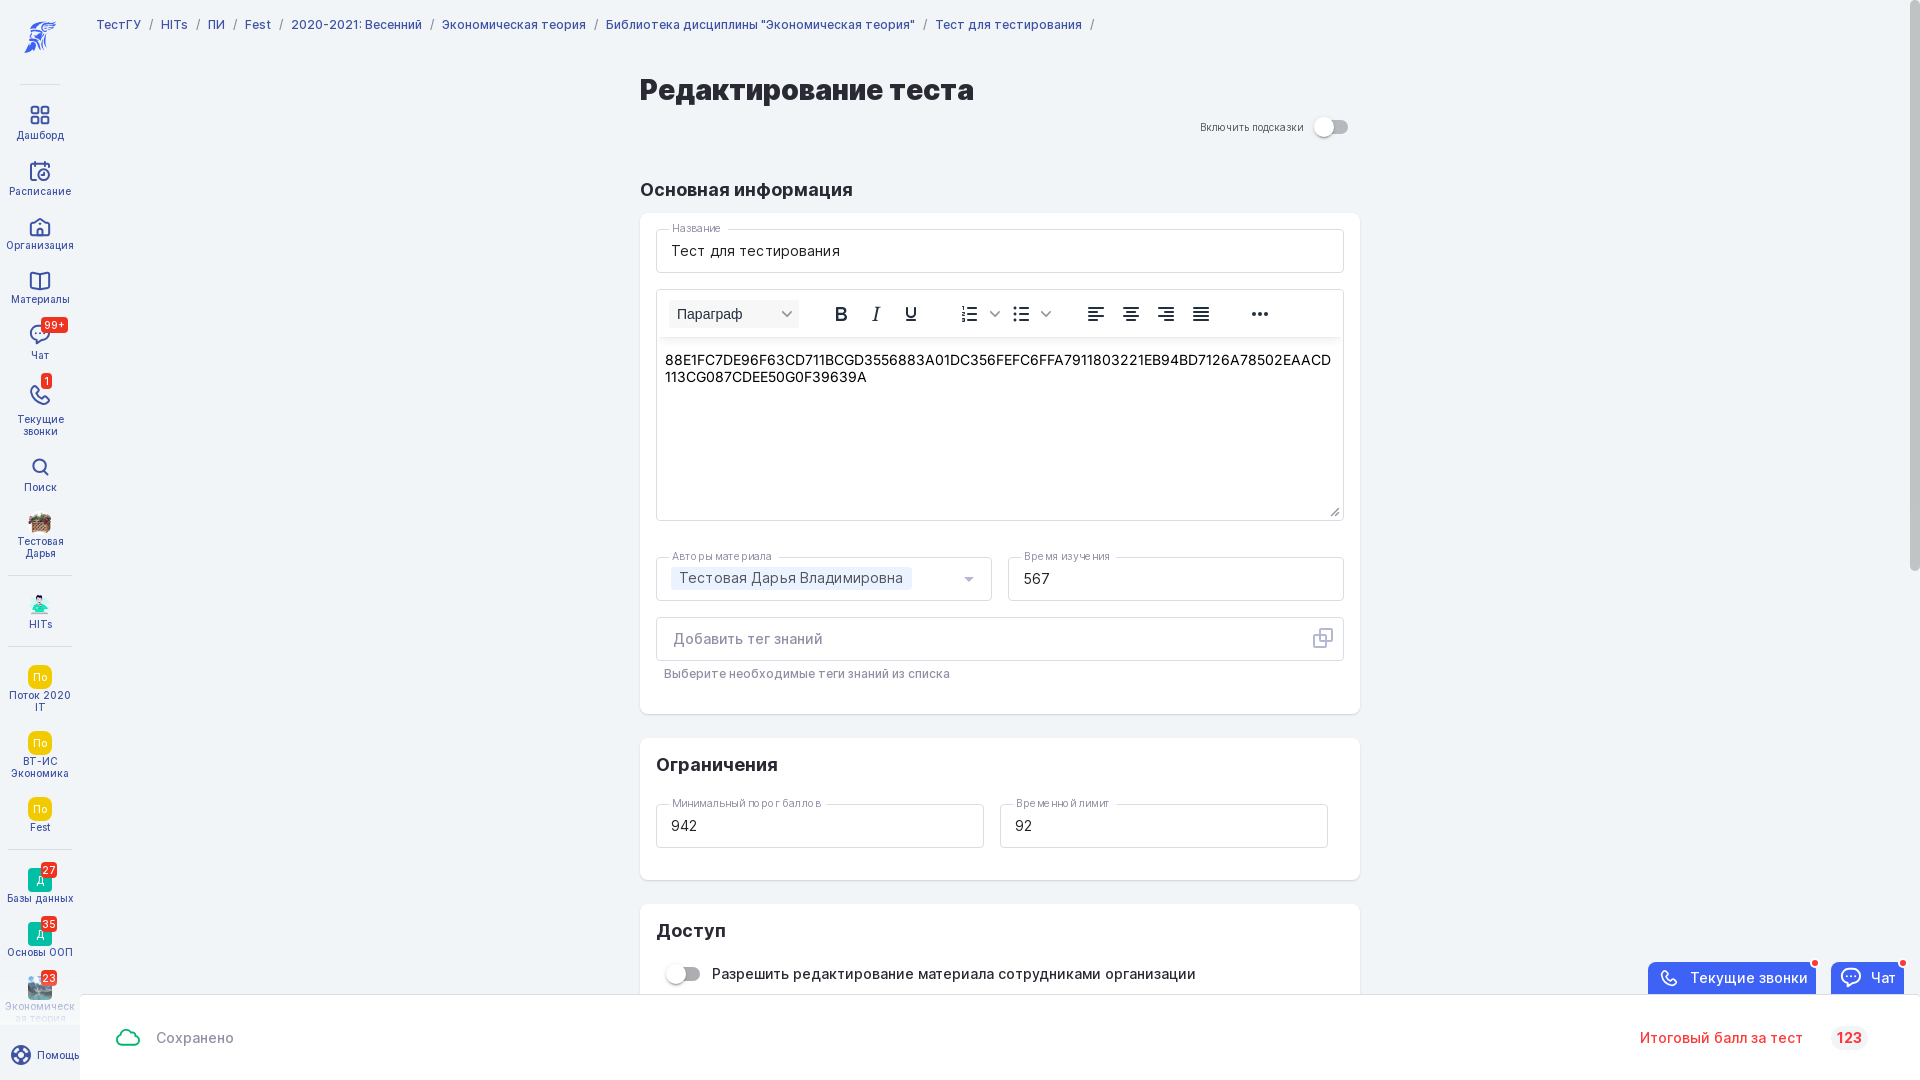 ТестГУ / HITs / ПИ / Fest / 2020-2021: Весенний / Экономическая теория / Библиотека дисциплины "Экономическая теория" / Тест для тестирования /
Дашборд
Расписание
Организация
Материалы
99+
Чат
1
Текущие
звонки
Поиск
Тестовая
Дарья
HITs
По
Поток 2020
IT
По
ВТ-ИС
Экономика
По
Fest
27
Д
Базы данных
35
Д
Основы ООП
23
Экономическ
ая теория
Помощь
Редактирование теста
Включить подсказки
Основная информация
Название
Тест для тестирования
Параграф
88E1FC7DE96F63CD711BCGD3556883A01DC356FEFC6FFA7911803221EB94BD7126A78502EAACD
113CG087CDEE50G0F39639A
Авторы материала
Тестовая Дарья Владимировна
Время изучения
567
Добавить тег знаний
Выберите необходимые теги знаний из списка
Ограничения
Минимальный порог баллов
942
Временной лимит
92
Доступ
Разрешить редактирование материала сотрудниками организации
Текущие звонки
Чат
Сохранено
Итоговый балл за тест
123